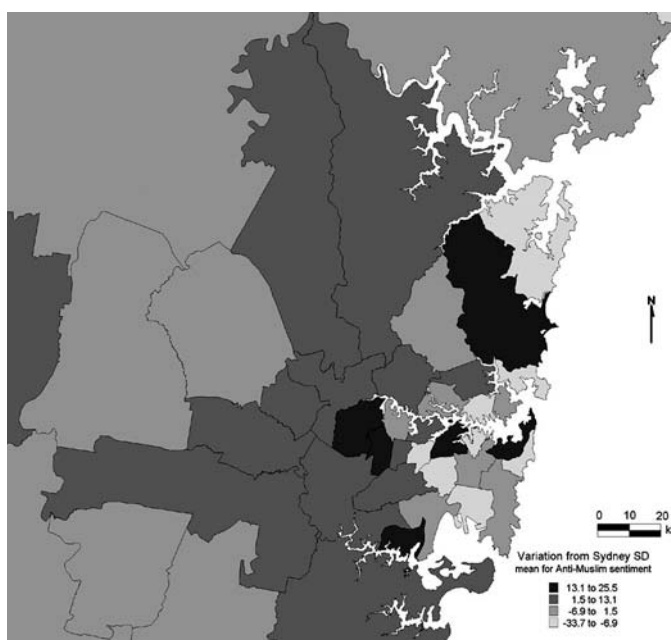 N
0 10 20
k
Variation from Sydney SD
mean for Anti-Muslim sentiment
13.1 to 25.5
1.5 to 13.1
-6.9 to 1.5
-33.7 to -6.9